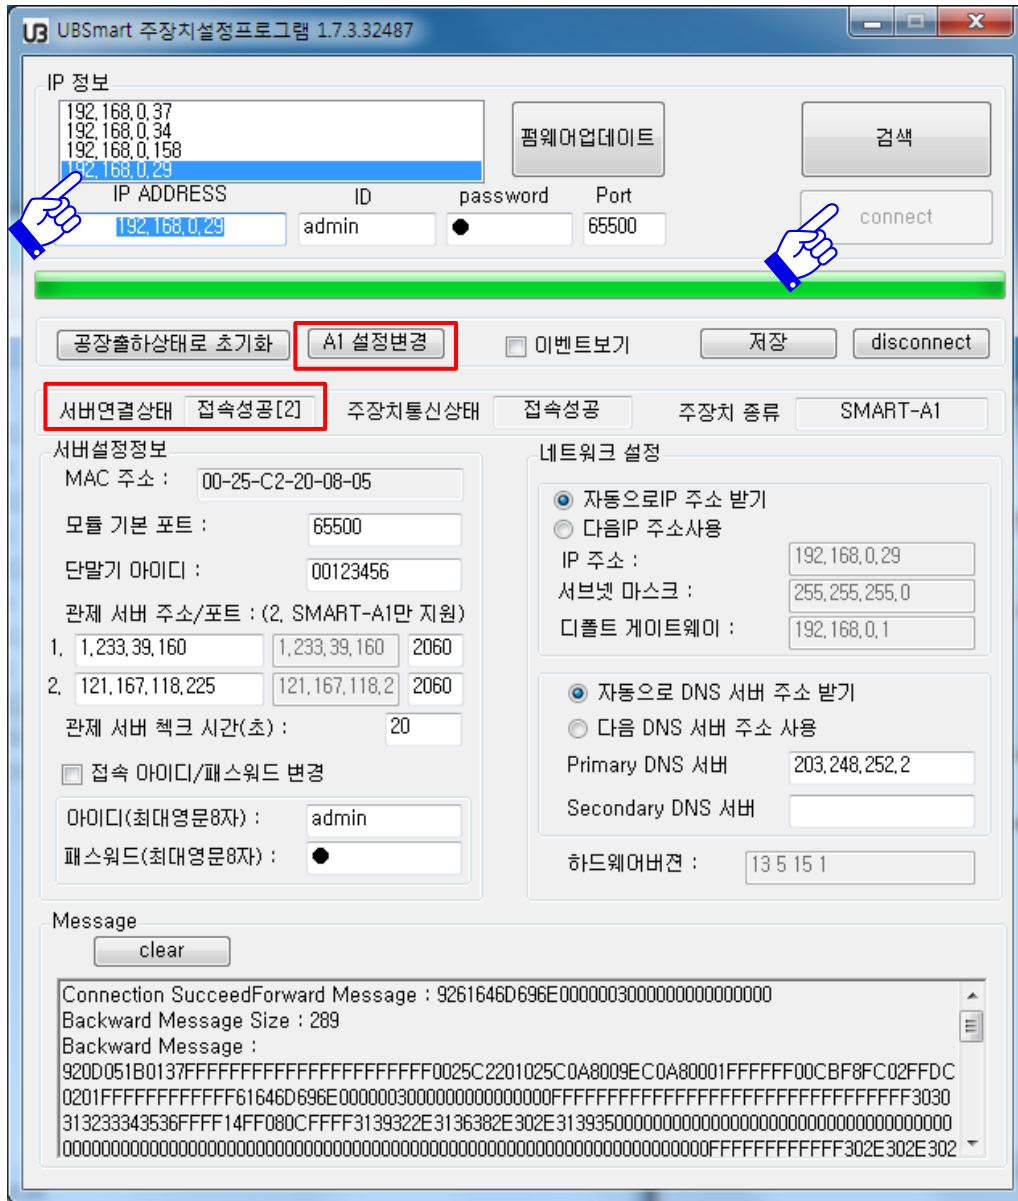 UB UBSmart 주장치설정프로그램 1.7.3.32487
IP 정보
192,168,0,37
192,168,0,34
192,168,0,158
192,168,0,29
펌웨어업데이트
검색
IP ADDRESS ID password Port
192,168,0,29 admin ● 65500
connect
공장출하상태로 초기화 A1 설정변경 이벤트보기 저장 disconnect
서버연결상태 접속성공[2] 주장치통신상태 접속성공 주장치 종류 SMART-A1
서버설정정보
MAC 주소 : 00-25-C2-20-08-05
모듈 기본 포트 : 65500
단말기 아이디 : 00123456
관제 서버 주소/포트 : (2, SMART-A1만 지원)
1, 1,233,39,160 1,233,39,160 2060
2, 121,167,118,225 121,167,118,2 2060
관제 서버 첵크 시간(초) : 20
접속 아이디/패스워드 변경
아이디(최대영문8자) : admin
패스워드(최대영문8자) : ●
네트워크 설정
자동으로IP 주소 받기
다음IP 주소사용
IP 주소 : 192,168,0,29
서브넷 마스크 : 255,255,255,0
디폴트 게이트웨이 : 192,168,0,1
자동으로 DNS 서버 주소 받기
다음 DNS 서버 주소 사용
Primary DNS 서버 203,248,252,2
Secondary DNS 서버
하드웨어버젼 : 13 5 15 1
Message
clear
Connection SucceedForward Message : 9261646D696E0000003000000000000000
Backward Message Size : 289
Backward Message :
920D051B0137FFFFFFFFFFFFFFFFFFFFFFFF0025C2201025C0A8009EC0A80001FFFFFF00CBF8FC02FFDC
0201FFFFFFFFFFFF61646D696E0000003000000000000000FFFFFFFFFFFFFFFFFFFFFFFFFFFFFFFF3030
313233343536FFFF14FF080CFFFF3139322E3136382E302E313935000000000000000000000000000000
000000000000000000000000000000000000000000000000000000000000FFFFFFFFFFFF302E302E302